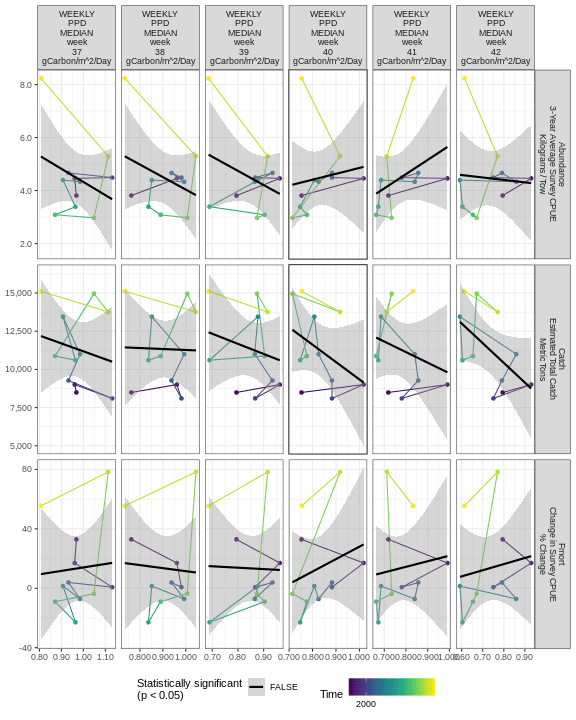 WEEKLY WEEKLY WEEKLY WEEKLY WEEKLY WEEKLY
PPD PPD PPD PPD PPD PPD
MEDIAN MEDIAN MEDIAN MEDIAN MEDIAN MEDIAN
week week week week week week
37 38 39 40 41 42
gCarbon/m^2/Day gCarbon/m^2/Day gCarbon/m^2/Day gCarbon/m^2/Day gCarbon/m^2/Day gCarbon/m^2/Day
8.0
6.0
4.0
2.0
Abundance
3-Year Average Survey CPUE
Kilograms / Tow
15,000
12,500
10,000
7,500
5,000
Catch
Estimated Total Catch
Metric Tons
80
40
0
-40
Fmort
Change in Survey CPUE
% Change
0.80 0.90 1.00 1.10 0.800 0.900 1.000 0.70 0.80 0.90 0.700 0.800 0.900 1.000 0.70 0.80 0.90 1.00 0.60 0.70 0.80 0.90
Statistically significant
(p < 0.05)
FALSE
Time
2000